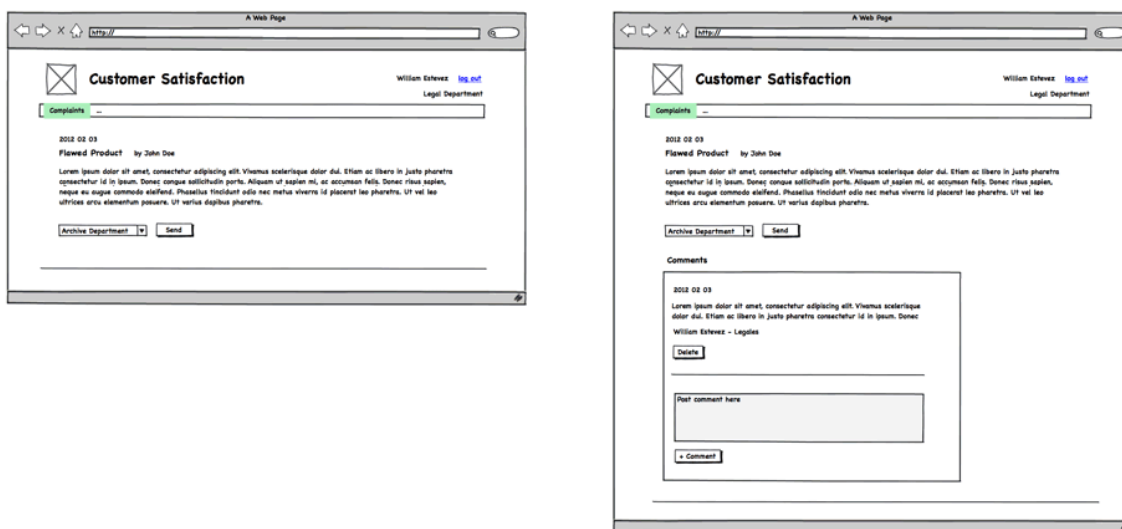 A Web Page
http://
Customer Satisfaction
William Estevez log out
Legal Department
Complaints ...
2012 02 03
Flawed Product by John Doe
Lorem ipsum dolor sit amet, consectetur adipiscing elit. Vivamus scelerisque dolor dui. Etiam ac libero in justo pharetra
consectetur id in ipsum. Donec congue sollicitudin porta. Aliquam ut sapien mi, ac accumsan felis. Donec risus sapien,
neque eu augue commodo eleifend. Phasellus tincidunt odio nec metus viverra id placerat leo pharetra. Ut vel leo
ultrices arcu elementum posuere. Ut varius dapibus pharetra.
Archive Department Send
A Web Page
http://
Customer Satisfaction
William Estevez log out
Legal Department
Complaints ...
2012 02 03
Flawed Product by John Doe
Lorem ipsum dolor sit amet, consectetur adipiscing elit. Vivamus scelerisque dolor dui. Etiam ac libero in justo pharetra
consectetur id in ipsum. Donec congue sollicitudin porta. Aliquam ut sapien mi, ac accumsan felis. Donec risus sapien,
neque eu augue commodo eleifend. Phasellus tincidunt odio nec metus viverra id placerat leo pharetra. Ut vel leo
ultrices arcu elementum posuere. Ut varius dapibus pharetra.
Archive Department Send
Comments
2012 02 03
Lorem ipsum dolor sit amet, consectetur adipiscing elit. Vivamus scelerisque
dolor dui. Etiam ac libero in justo pharetra consectetur id in ipsum. Donec
William Estevez - Legales
Delete
Post comment here
+ Comment